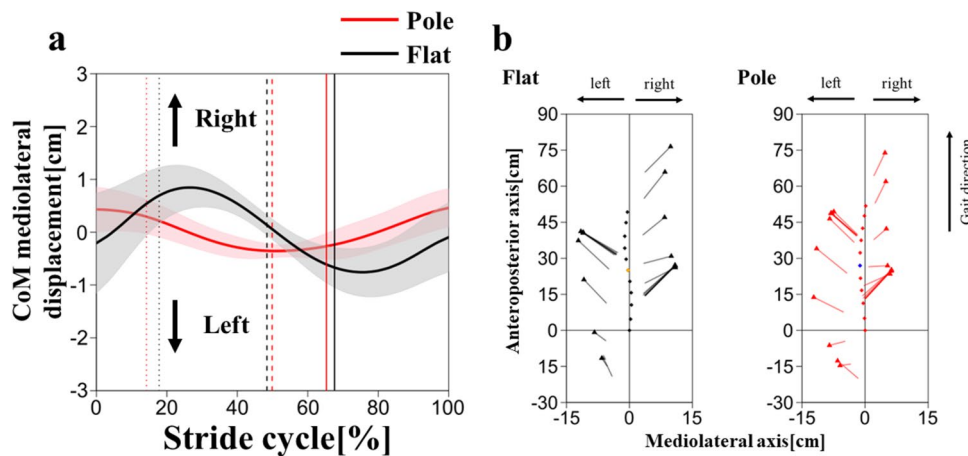 a
Pole
Flat
CoM mediolateral
displacement[cm]
3
2
1
0
-1
-2
-3
Right
Left
0
20
40
60
80
100
Stride cycle[%]
b
Flat
left
right
Pole
left
right
Anteroposterior axis[cm]
90
75
60
45
30
15
0
-15
-30
-15
0
15
90
75
60
45
30
15
0
-15
-30
-15
0
15
Gait direction
Mediolateral axis[cm]